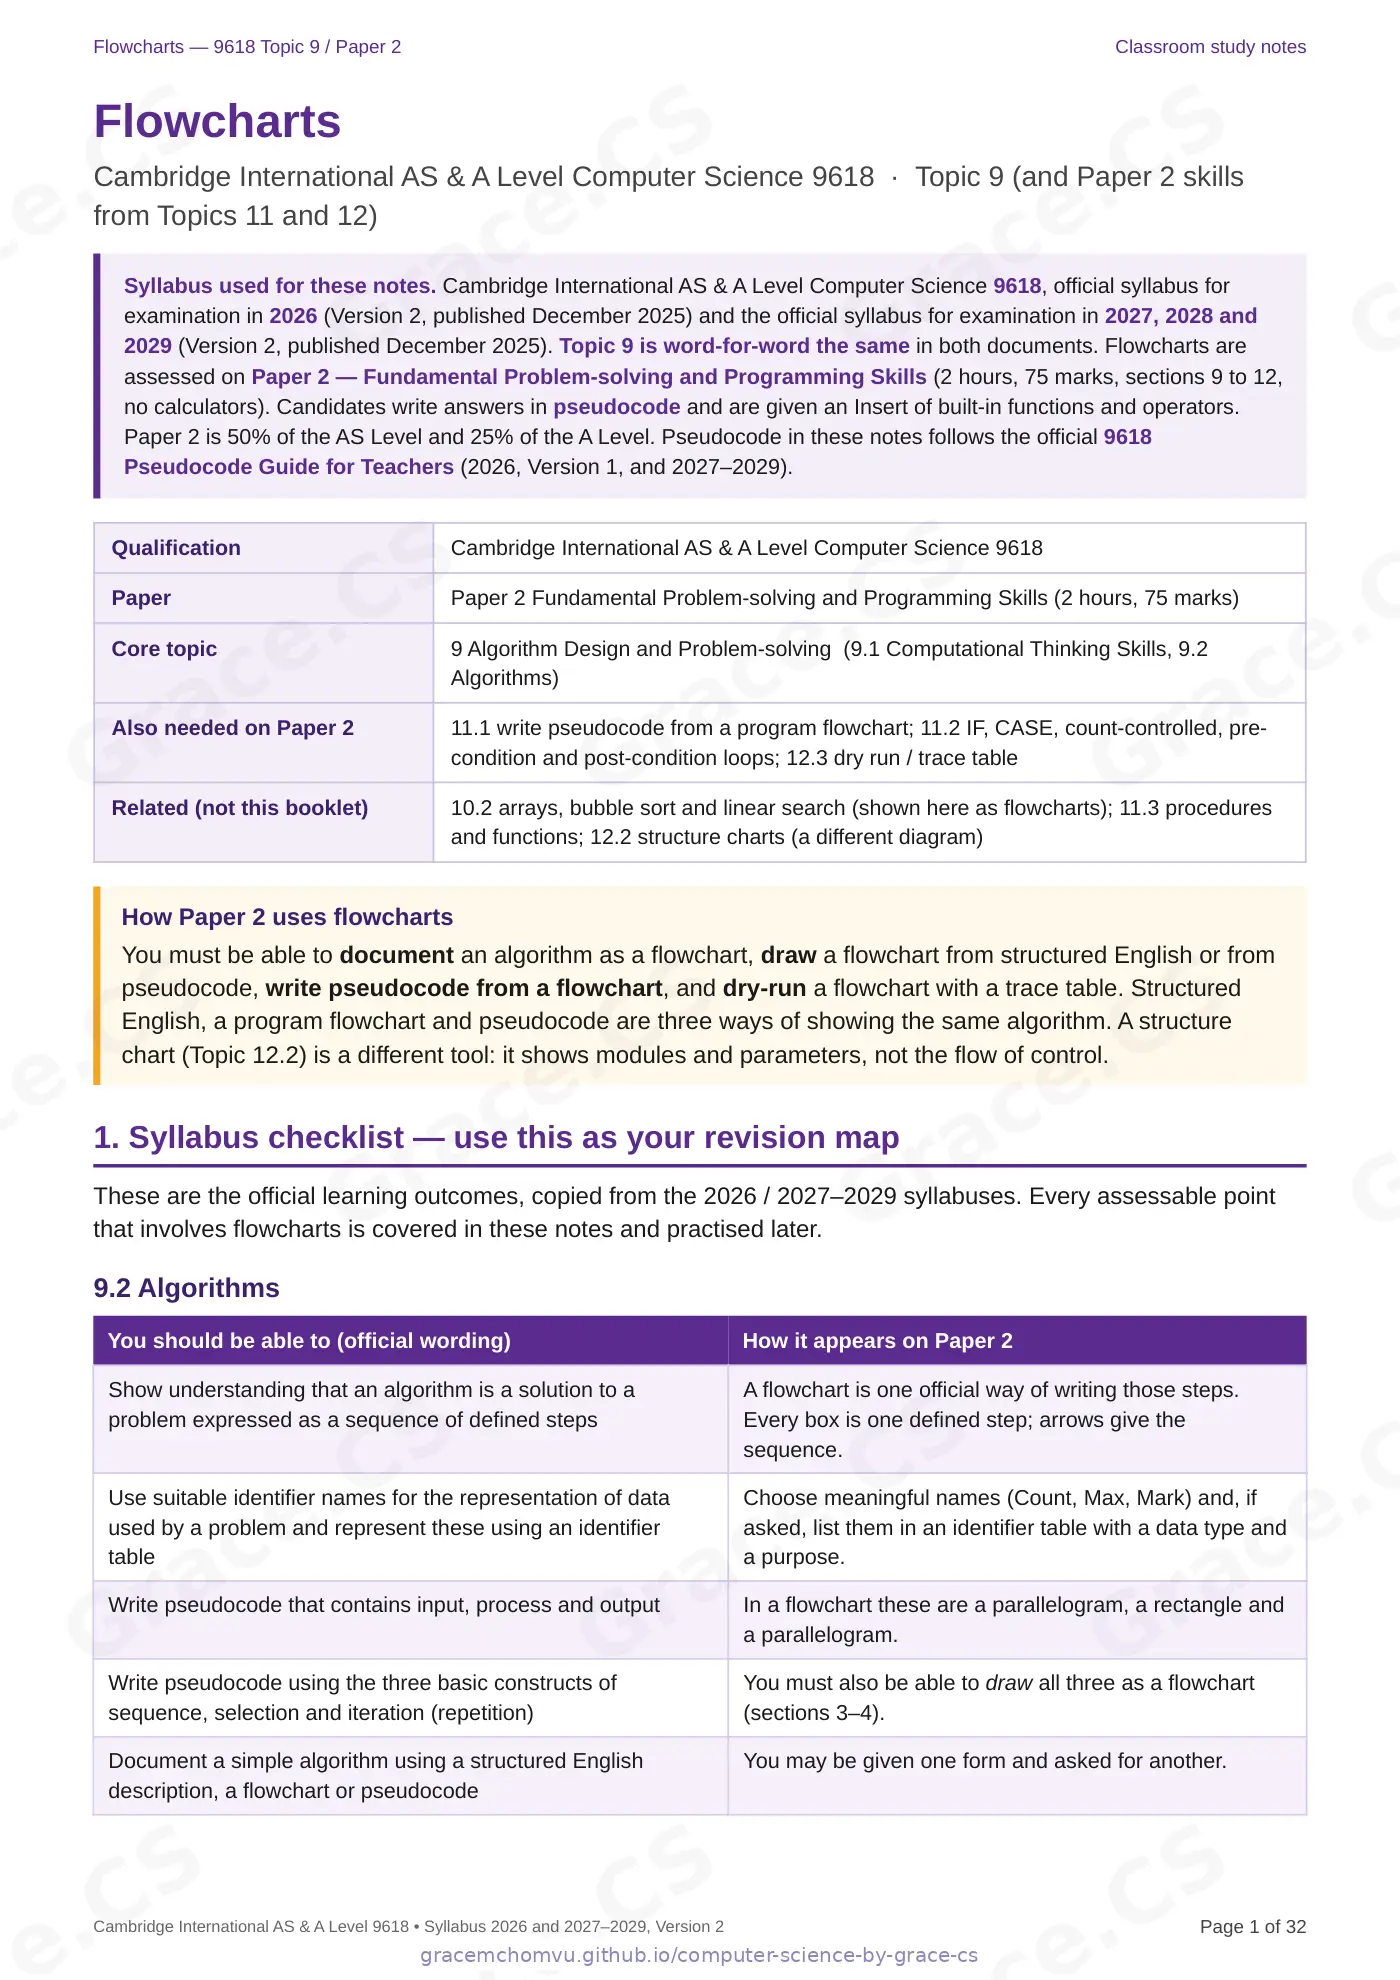 Flowcharts — 9618 Topic 9 / Paper 2
Classroom study notes
Flowcharts
Cambridge International AS & A Level Computer Science 9618 · Topic 9 (and Paper 2 skills
from Topics 11 and 12)
Syllabus used for these notes. Cambridge International AS & A Level Computer Science 9618, official syllabus for
examination in 2026 (Version 2, published December 2025) and the official syllabus for examination in 2027, 2028 and
2029 (Version 2, published December 2025). Topic 9 is word-for-word the same in both documents. Flowcharts are
assessed on Paper 2 — Fundamental Problem-solving and Programming Skills (2 hours, 75 marks, sections 9 to 12,
no calculators). Candidates write answers in pseudocode and are given an Insert of built-in functions and operators.
Paper 2 is 50% of the AS Level and 25% of the A Level. Pseudocode in these notes follows the official 9618
Pseudocode Guide for Teachers (2026, Version 1, and 2027–2029).
Qualification
Cambridge International AS & A Level Computer Science 9618
Paper
Paper 2 Fundamental Problem-solving and Programming Skills (2 hours, 75 marks)
Core topic
9 Algorithm Design and Problem-solving (9.1 Computational Thinking Skills, 9.2
Algorithms)
Also needed on Paper 2
11.1 write pseudocode from a program flowchart; 11.2 IF, CASE, count-controlled, pre-
condition and post-condition loops; 12.3 dry run / trace table
Related (not this booklet)
10.2 arrays, bubble sort and linear search (shown here as flowcharts); 11.3 procedures
and functions; 12.2 structure charts (a different diagram)
How Paper 2 uses flowcharts
You must be able to document an algorithm as a flowchart, draw a flowchart from structured English or from
pseudocode, write pseudocode from a flowchart, and dry-run a flowchart with a trace table. Structured
English, a program flowchart and pseudocode are three ways of showing the same algorithm. A structure
chart (Topic 12.2) is a different tool: it shows modules and parameters, not the flow of control.
1. Syllabus checklist — use this as your revision map
These are the official learning outcomes, copied from the 2026 / 2027–2029 syllabuses. Every assessable point
that involves flowcharts is covered in these notes and practised later.
9.2 Algorithms
You should be able to (official wording)
How it appears on Paper 2
Show understanding that an algorithm is a solution to a
problem expressed as a sequence of defined steps
A flowchart is one official way of writing those steps.
Every box is one defined step; arrows give the
sequence.
Use suitable identifier names for the representation of data
used by a problem and represent these using an identifier
table
Choose meaningful names (Count, Max, Mark) and, if
asked, list them in an identifier table with a data type and
a purpose.
Write pseudocode that contains input, process and output
In a flowchart these are a parallelogram, a rectangle and
a parallelogram.
Write pseudocode using the three basic constructs of
sequence, selection and iteration (repetition)
You must also be able to draw all three as a flowchart
(sections 3–4).
Document a simple algorithm using a structured English
description, a flowchart or pseudocode
You may be given one form and asked for another.
Cambridge International AS & A Level 9618 • Syllabus 2026 and 2027–2029, Version 2
Page 1 of 32
gracemchomvu.github.io/computer-science-by-grace-cs
Grace.CS